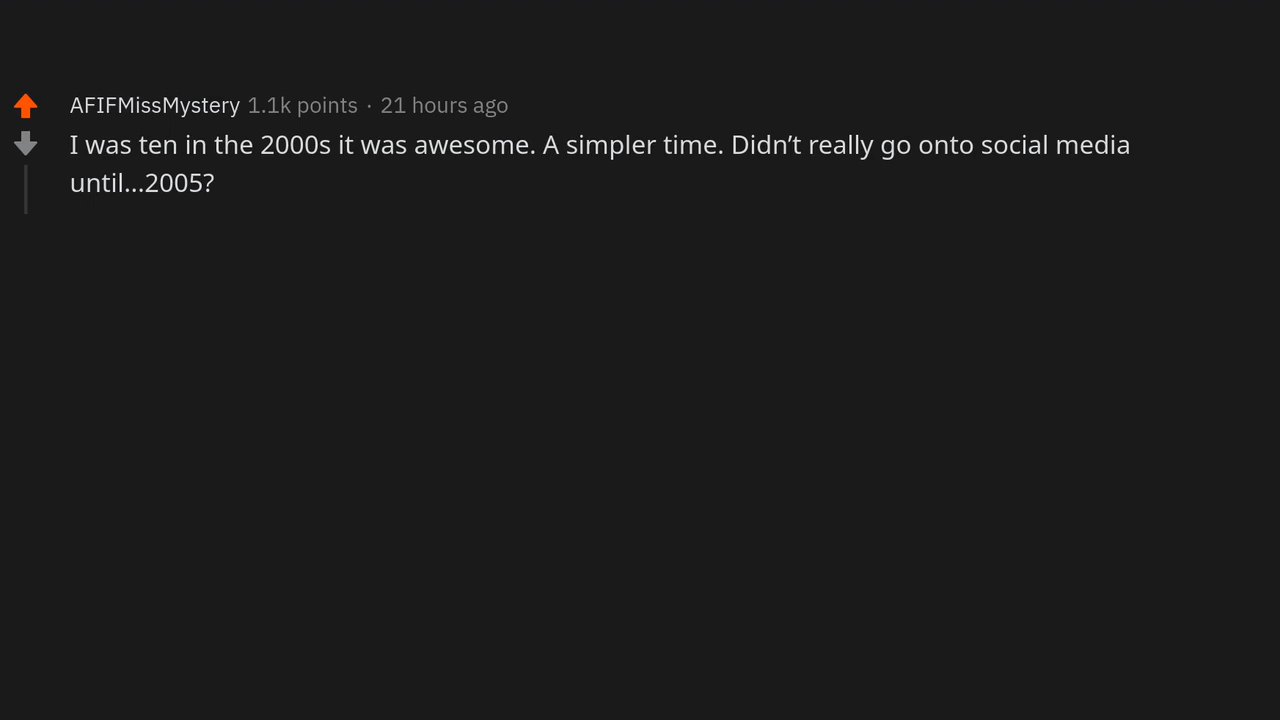 AFIFMissMystery 1.1k points · 21 hours ago
I was ten in the 2000s it was awesome. A simpler time. Didn’t really go onto social media
until...2005?